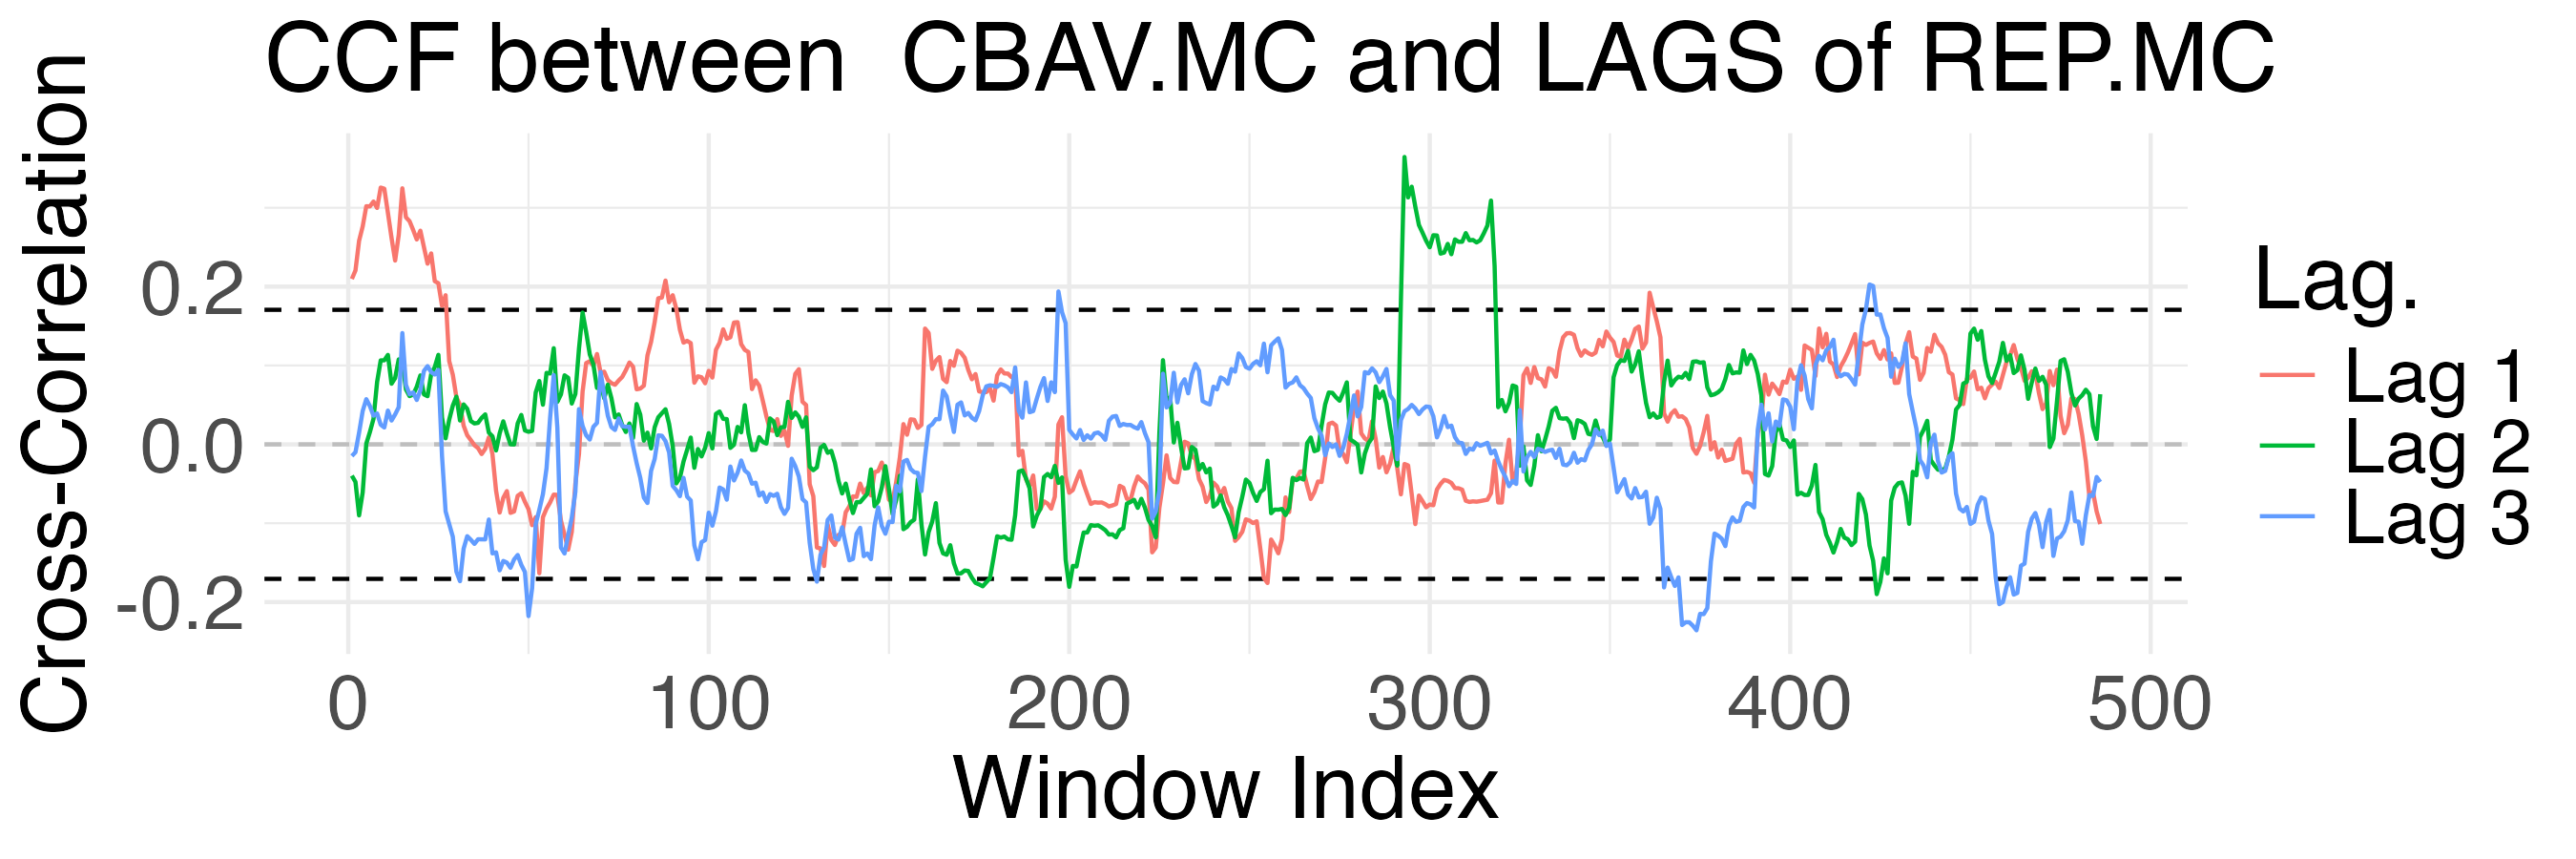 CCF between  CBAV.MC and LAGS of REP.MC
Cross-Correlation
0.2
0.0
-0.2
0 100 200 300 400 500
Window Index
Lag.
Lag 1
Lag 2
Lag 3